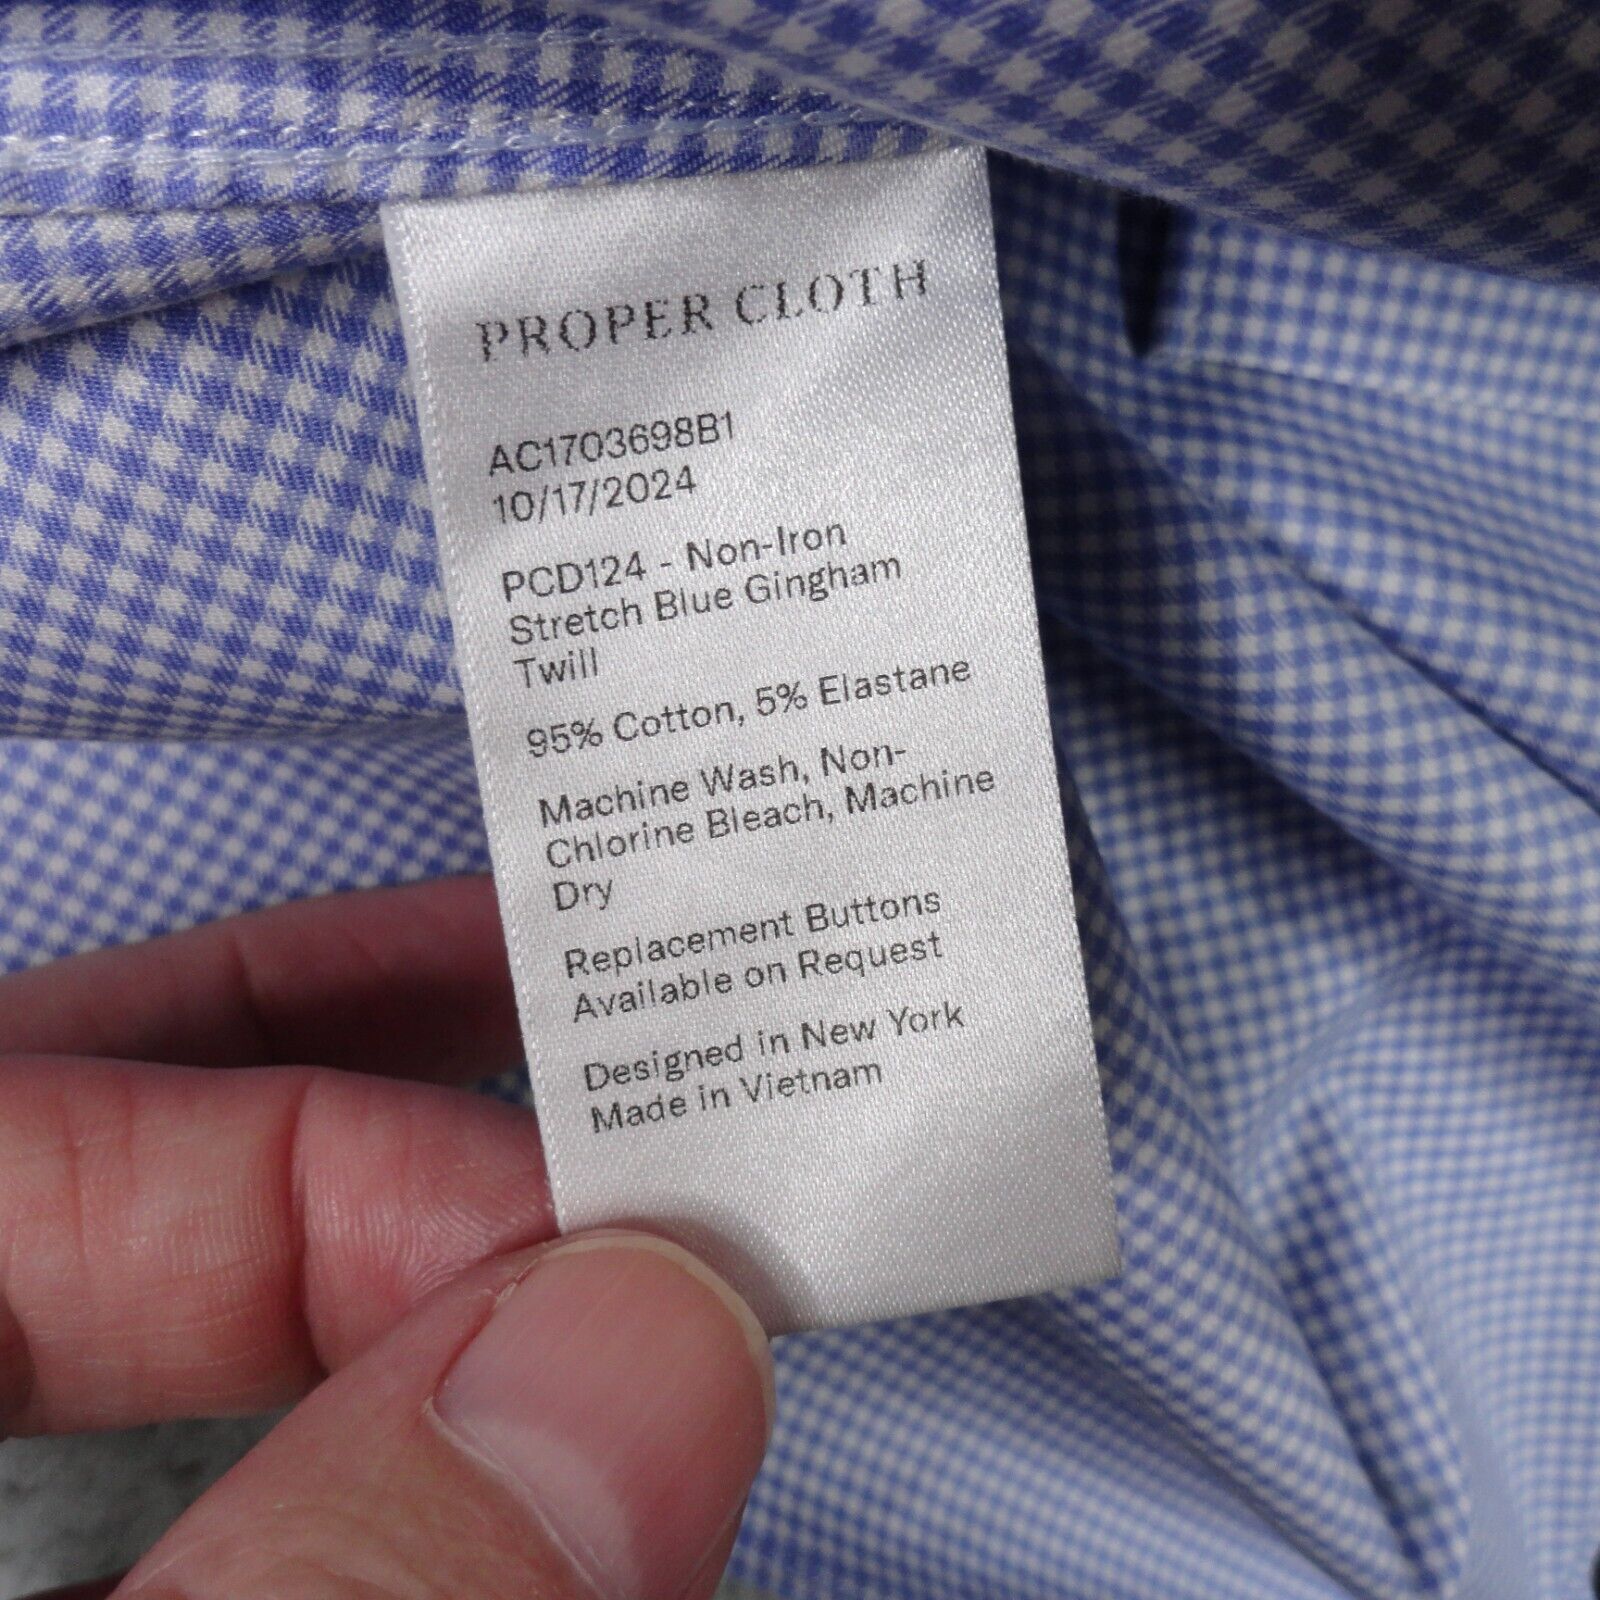 PROPER CLOTH
AC1703698B1
10/17/2024
PCD124 - Non-Iron
Stretch Blue Gingham
Twill
95% Cotton, 5% Elastane
Machine Wash, Non-
Chlorine Bleach, Machine
Dry
Replacement Buttons
Available on Request
Designed in New York
Made in Vietnam